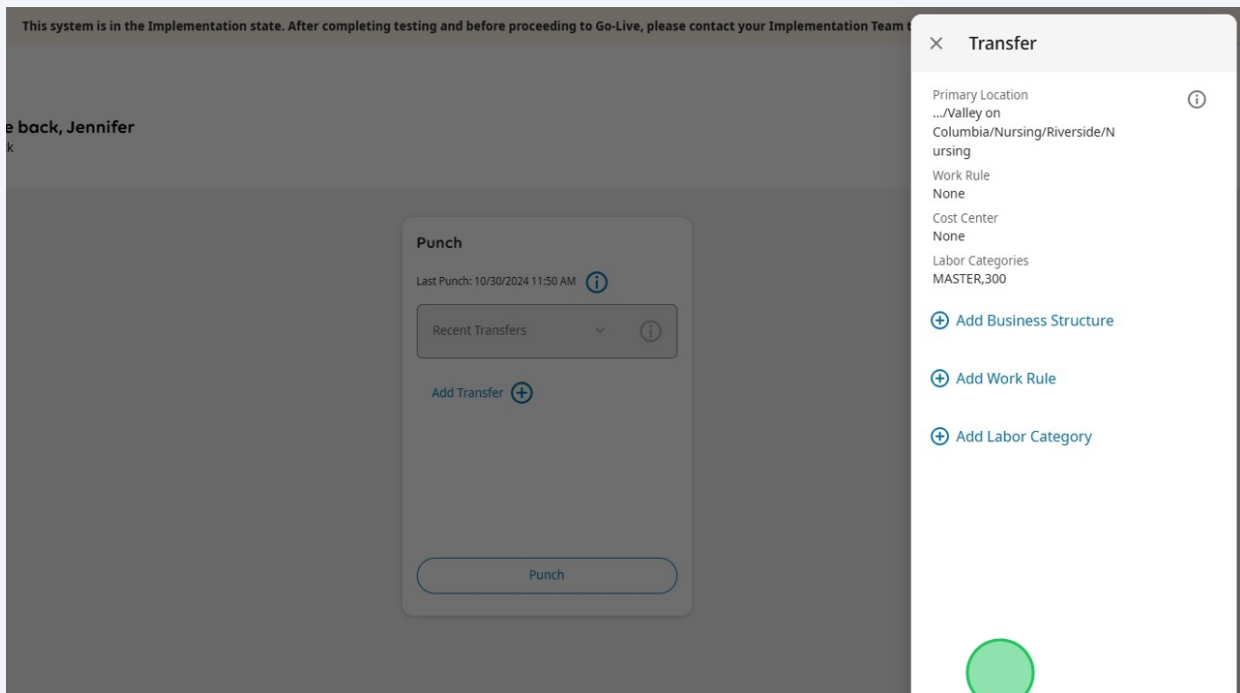 This system is in the Implementation state. After completing testing and before proceeding to Go-Live, please contact your Implementation Team t
e back, Jennifer
k
Punch
Last Punch: 10/30/2024 11:50 AM
Recent Transfers
Add Transfer
Punch
Transfer
Primary Location
.../Valley on
Columbia/Nursing/Riverside/N
ursing
Work Rule
None
Cost Center
None
Labor Categories
MASTER,300
Add Business Structure
Add Work Rule
Add Labor Category